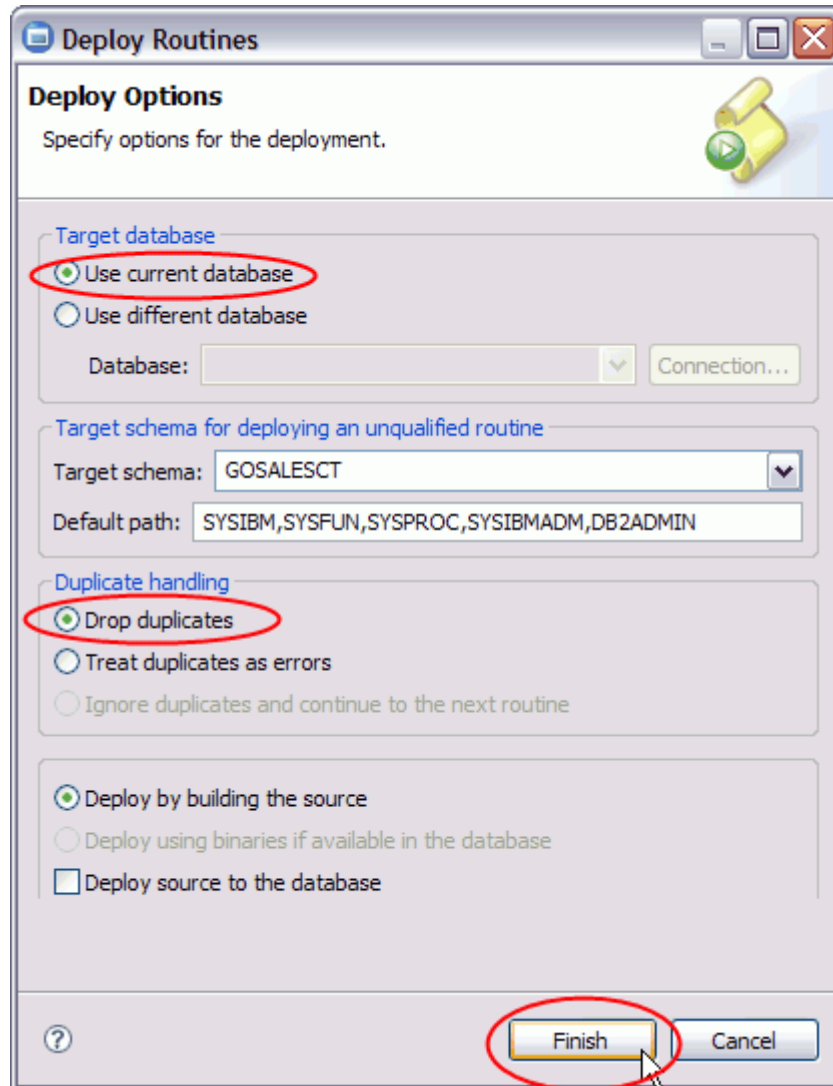 Deploy Routines
Deploy Options
Specify options for the deployment.
Target database
Use current database
Use different database
Database:
Connection...
Target schema for deploying an unqualified routine
Target schema: GOSALESCT
Default path: SYSIBM,SYSFUN,SYSPROC,SYSIBMADM,DB2ADMIN
Duplicate handling
Drop duplicates
Treat duplicates as errors
Ignore duplicates and continue to the next routine
Deploy by building the source
Deploy using binaries if available in the database
Deploy source to the database
?
Finish
Cancel